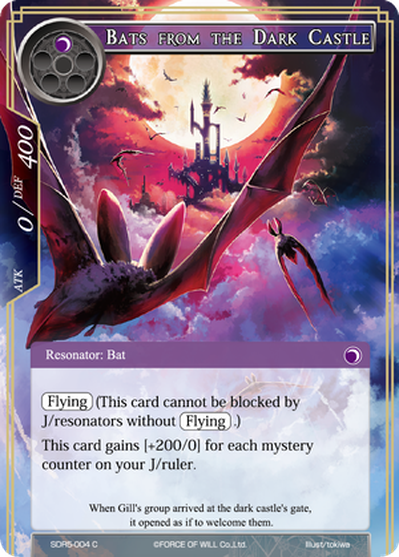 Bats from the Dark Castle
ATK 0 / DEF 400
Resonator: Bat
Flying (This card cannot be blocked by
J/resonators without Flying.)
This card gains [+200/0] for each mystery
counter on your J/ruler.
When Gill's group arrived at the dark castle's gate,
it opened as if to welcome them.
SDR5-004 C ©FORCE OF WILL Co.,Ltd. Illust/tokiwa